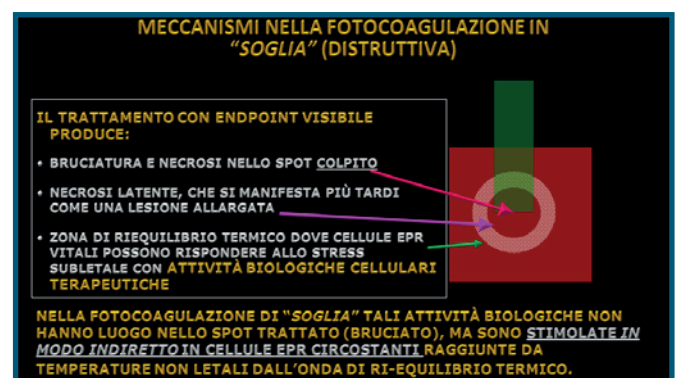 MECCANISMI NELLA FOTOCOAGULAZIONE IN
“SOGLIA” (DISTRUTTIVA)
IL TRATTAMENTO CON ENDPOINT VISIBILE
PRODUCE:
• BRUCIATURA E NECROSI NELLO SPOT COLPITO
• NECROSI LATENTE, CHE SI MANIFESTA PIÙ TARDI
COME UNA LESIONE ALLARGATA
• ZONA DI RIEQUILIBRIO TERMICO DOVE CELLULE EPR
VITALI POSSONO RISPONDERE ALLO STRESS
SUBLETALE CON ATTIVITÀ BIOLOGICHE CELLULARI
TERAPEUTICHE
NELLA FOTOCOAGULAZIONE DI “SOGLIA” TALI ATTIVITÀ BIOLOGICHE NON
HANNO LUOGO NELLO SPOT TRATTATO (BRUCIATO), MA SONO STIMOLATE IN
MODO INDIRETTO IN CELLULE EPR CIRCOSTANTI RAGGIUNTE DA
TEMPERATURE NON LETALI DALL’ONDA DI RI-EQUILIBRIO TERMICO.